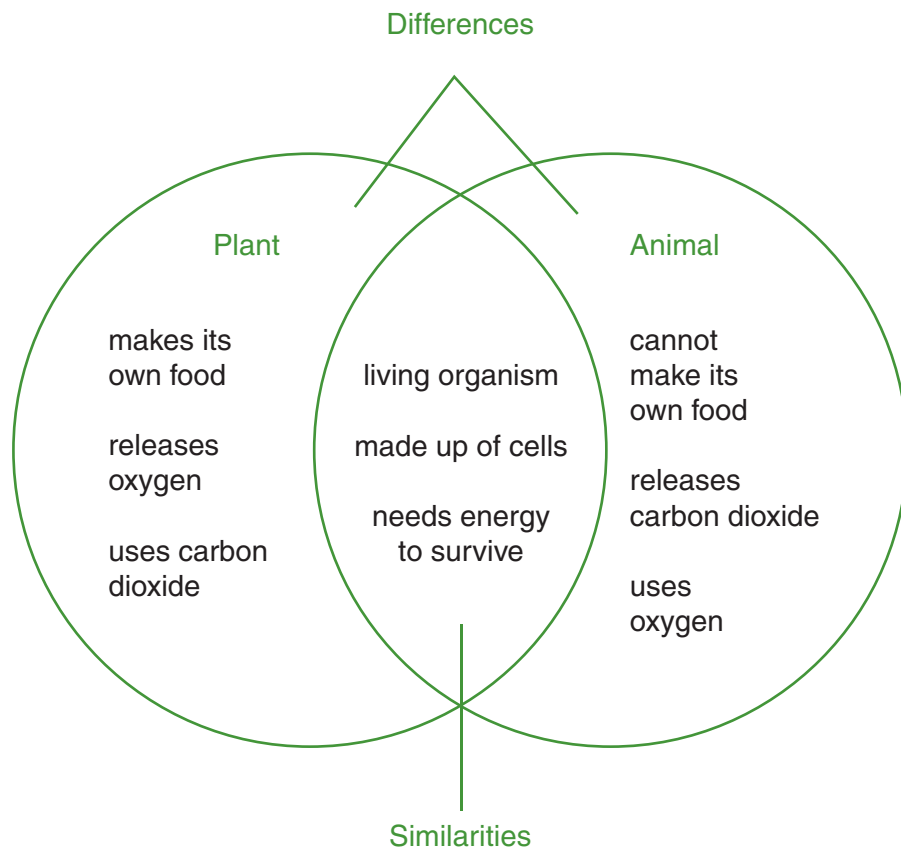 Differences
Plant
makes its
own food
releases
oxygen
uses carbon
dioxide
living organism
made up of cells
needs energy
to survive
Animal
cannot
make its
own food
releases
carbon dioxide
uses
oxygen
Similarities